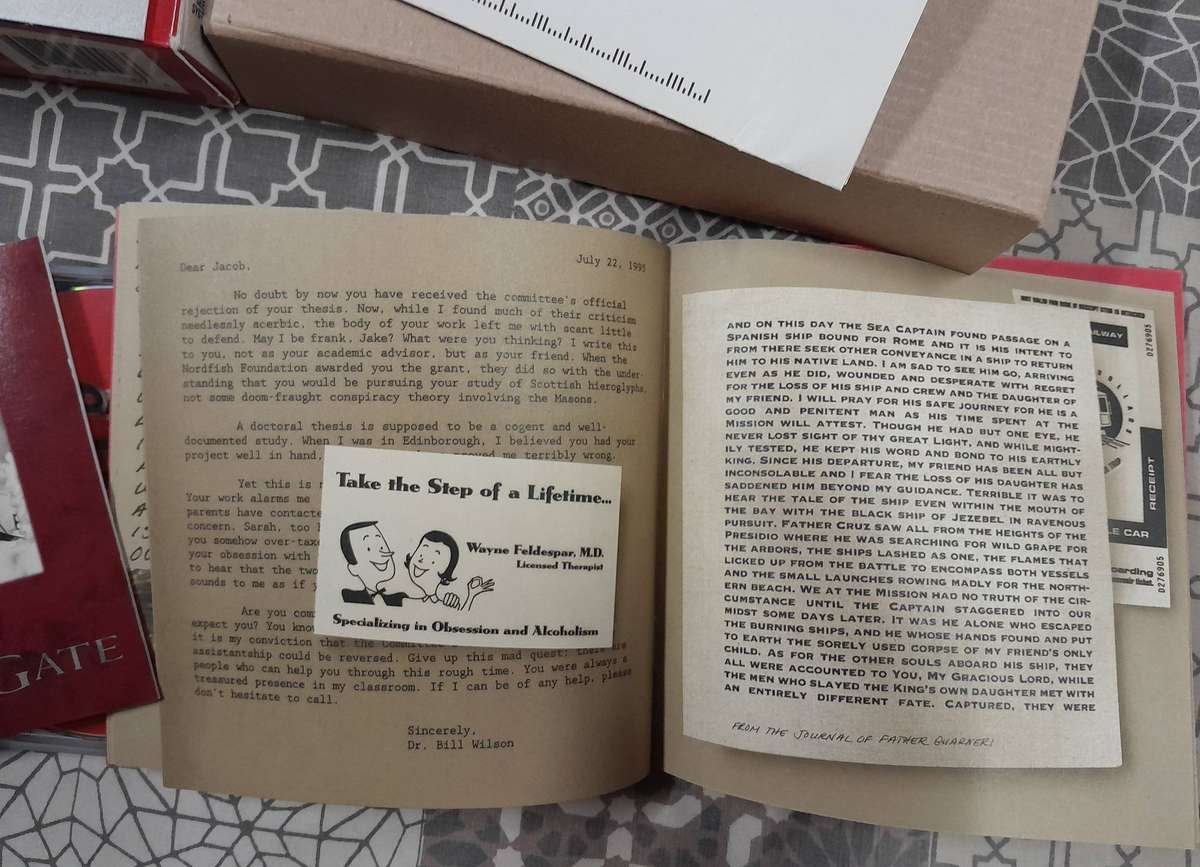 Dear Jacob,
July 22, 1995
No doubt by now you have received the committee's official
rejection of your thesis. Now, while I found much of their criticism
needlessly acerbic, the body of your work left me with scant little
to defend. May I be frank, Jake? What were you thinking? I write this
to you, not as your academic advisor, but as your friend. When the
Nordfish Foundation awarded you the grant, they did so with the under-
standing that you would be pursuing your study of Scottish hieroglyphs,
not some doom-fraught conspiracy theory involving the Masons.
A doctoral thesis is supposed to be a cogent and well-
documented study. When I was in Edinborough, I believed you had your
project well in hand, me terribly wrong.
Yet this is
Your work alarms me
parents have contacte
concern. Sarah, too
you somehow over-taxe
your obsession with
to hear that the two
sounds to me as if
Are you com
expect you? You know
it is my conviction that the Committee
assistantship could be reversed. Give up this mad quest; there are
people who can help you through this rough time. You were always a
treasured presence in my classroom. If I can be of any help, please
don't hesitate to call.
Sincerely,
Dr. Bill Wilson
Take the Step of a Lifetime...
Wayne Feldespar, M.D.
Licensed Therapist
Specializing in Obsession and Alcoholism
AND ON THIS DAY THE SEA CAPTAIN FOUND PASSAGE ON A
SPANISH SHIP BOUND FOR ROME AND IT IS HIS INTENT TO
FROM THERE SEEK OTHER CONVEYANCE IN A SHIP TO RETURN
HIM TO HIS NATIVE LAND. I AM SAD TO SEE HIM GO, ARRIVING
EVEN AS HE DID, WOUNDED AND DESPERATE WITH REGRET
FOR THE LOSS OF HIS SHIP AND CREW AND THE DAUGHTER OF
MY FRIEND. I WILL PRAY FOR HIS SAFE JOURNEY FOR HE IS A
GOOD AND PENITENT MAN AS HIS TIME SPENT AT THE
MISSION WILL ATTEST. THOUGH HE HAD BUT ONE EYE, HE
NEVER LOST SIGHT OF THY GREAT LIGHT, AND WHILE MIGHT-
ILY TESTED, HE KEPT HIS WORD AND BOND TO HIS EARTHLY
KING. SINCE HIS DEPARTURE, MY FRIEND HAS BEEN ALL BUT
INCONSOLABLE AND I FEAR THE LOSS OF HIS DAUGHTER HAS
SADDENED HIM BEYOND MY GUIDANCE. TERRIBLE IT WAS TO
HEAR THE TALE OF THE SHIP EVEN WITHIN THE MOUTH OF
THE BAY WITH THE BLACK SHIP OF JEZEBEL IN RAVENOUS
PURSUIT. FATHER CRUZ SAW ALL FROM THE HEIGHTS OF THE
PRESIDIO WHERE HE WAS SEARCHING FOR WILD GRAPE FOR
THE ARBORS, THE SHIPS LASHED AS ONE, THE FLAMES THAT
LICKED UP FROM THE BATTLE TO ENCOMPASS BOTH VESSELS
AND THE SMALL LAUNCHES ROWING MADLY FOR THE NORTH-
ERN BEACH. WE AT THE MISSION HAD NO TRUTH OF THE CIR-
CUMSTANCE UNTIL THE CAPTAIN STAGGERED INTO OUR
MIDST SOME DAYS LATER. IT WAS HE ALONE WHO ESCAPED
THE BURNING SHIPS, AND HE WHOSE HANDS FOUND AND PUT
TO EARTH THE SORELY USED CORPSE OF MY FRIEND'S ONLY
CHILD. AS FOR THE OTHER SOULS ABOARD HIS SHIP, THEY
ALL WERE ACCOUNTED TO YOU, MY GRACIOUS LORD, WHILE
THE MEN WHO SLAYED THE KING'S OWN DAUGHTER MET WITH
AN ENTIRELY DIFFERENT FATE. CAPTURED, THEY WERE
FROM THE JOURNAL OF FATHER GUARNERI
ILWAY
0276905
RECEIPT
LE CAR
oarding
0276905
GATE